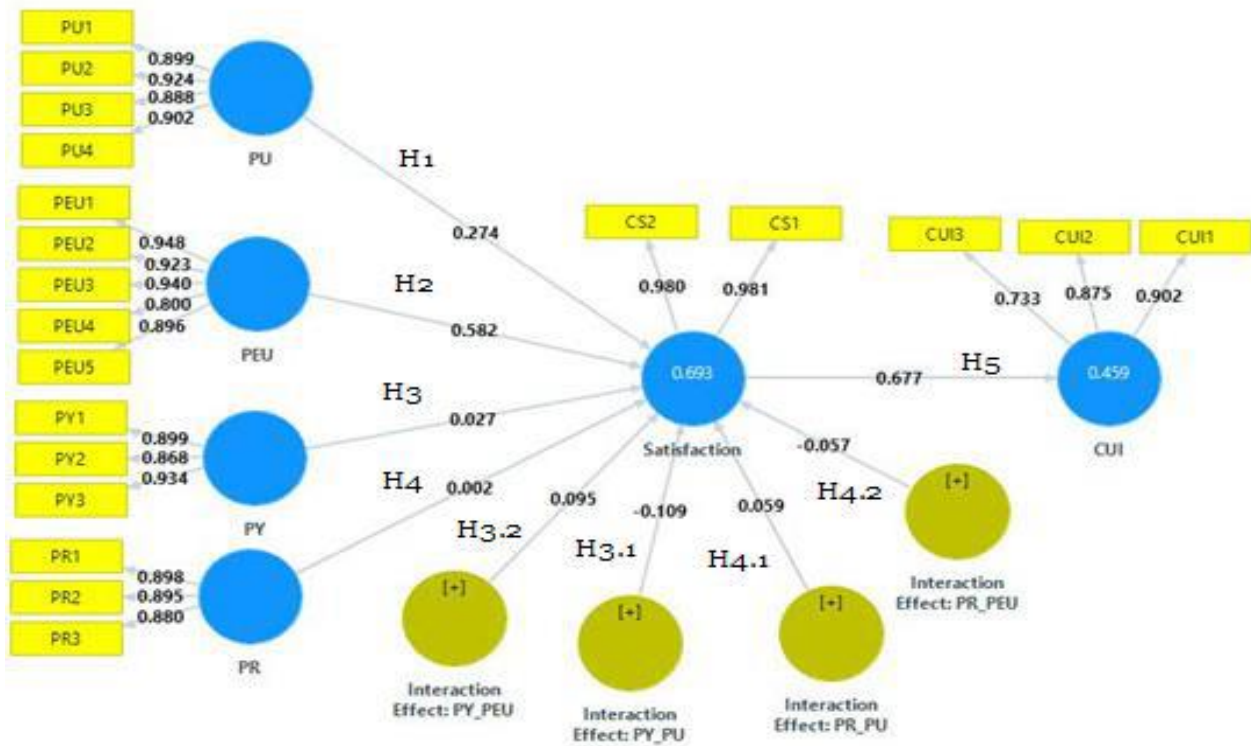 PU1
PU2
PU3
PU4
0.899
0.924
0.888
0.902
PU
H1
0.274
PEU1
PEU2
PEU3
PEU4
PEU5
0.948
0.923
0.940
0.800
0.896
PEU
H2
0.582
CS2
CS1
0.980
0.981
CUI3
CUI2
CUI1
0.733
0.875
0.902
0.693
Satisfaction
0.677
H5
0.459
CUI
PY1
PY2
PY3
0.899
0.868
0.934
PY
H3
0.027
PR1
PR2
PR3
0.898
0.895
0.880
PR
H4
0.002
H3.2
0.095
H3.1
-0.109
H4.1
0.059
H4.2
-0.057
[+]
Interaction
Effect: PY_PEU
[+]
Interaction
Effect: PY_PU
[+]
Interaction
Effect: PR_PU
[+]
Interaction
Effect: PR_PEU